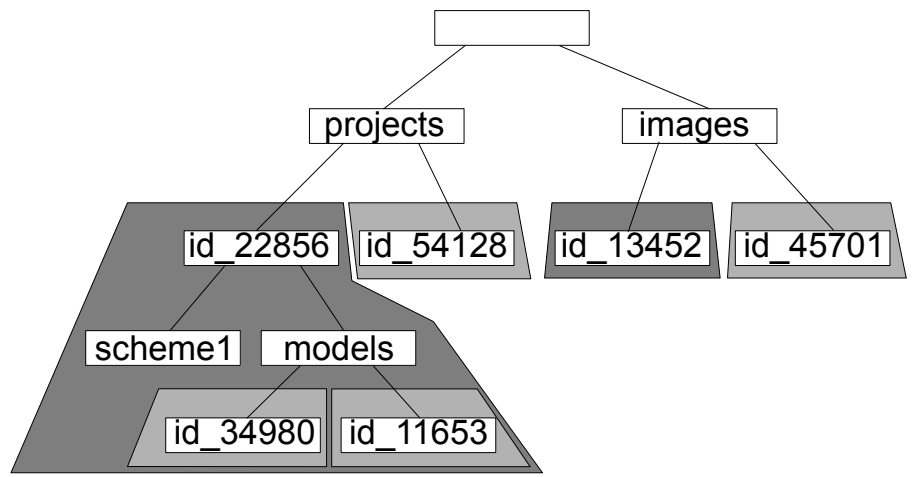 projects
images
id_22856
id_54128
id_13452
id_45701
scheme1
models
id_34980
id_11653